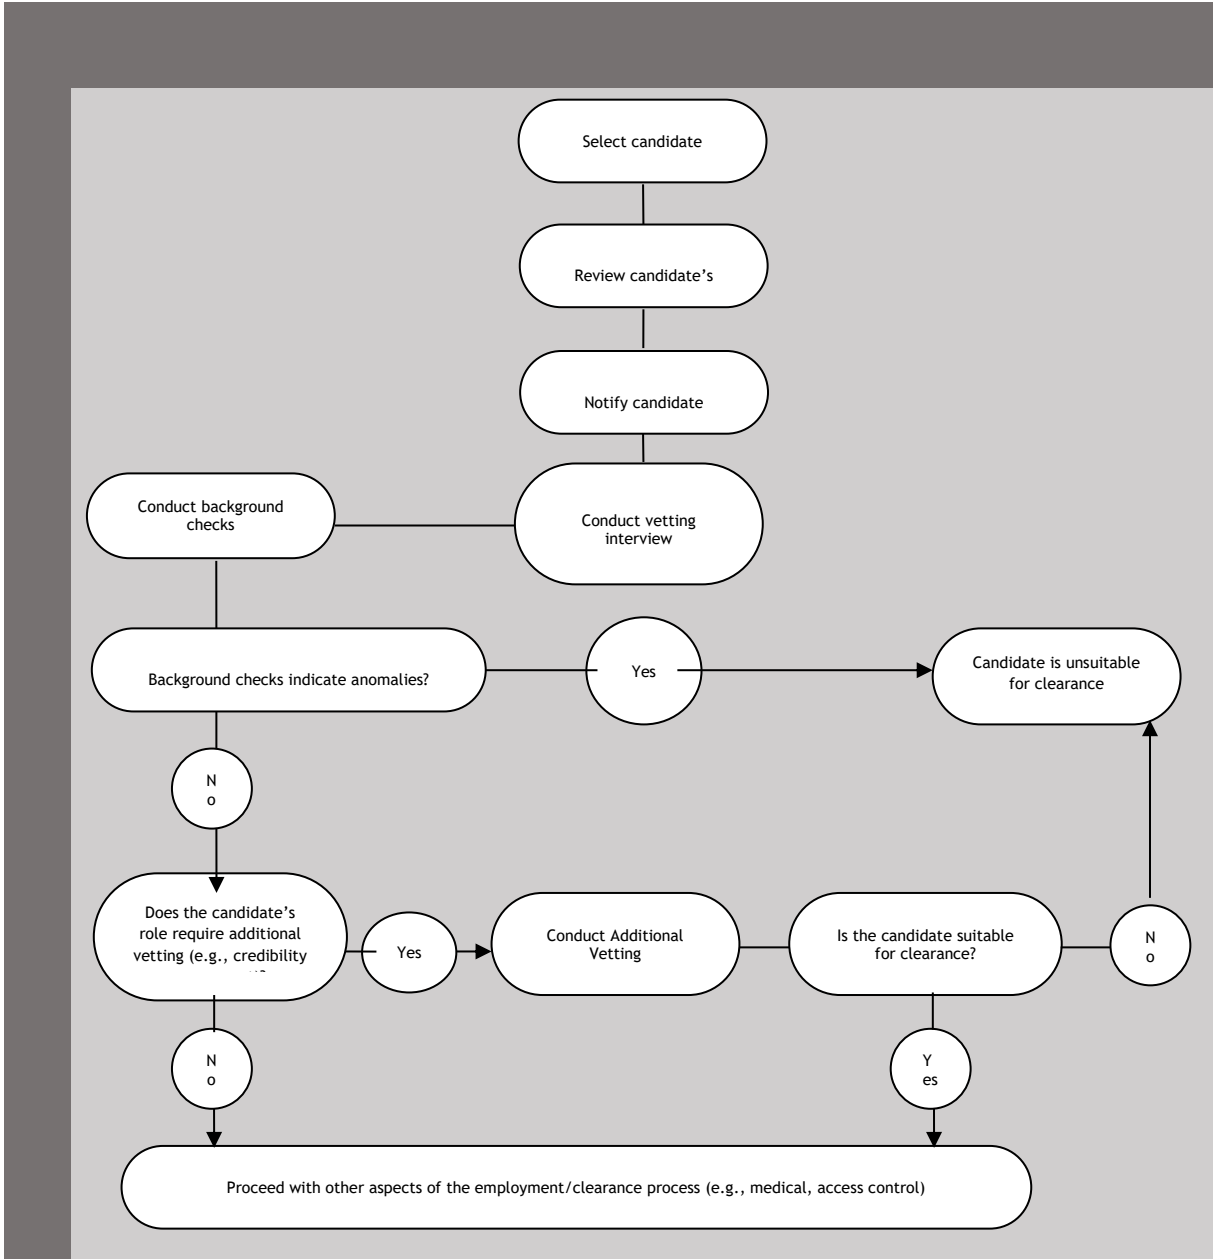 Select candidate
Review candidate’s
Notify candidate
Conduct background
checks
Conduct vetting
interview
Background checks indicate anomalies?
Yes
Candidate is unsuitable
for clearance
N
o
Does the candidate’s
role require additional
vetting (e.g., credibility
Yes
Conduct Additional
Vetting
Is the candidate suitable
for clearance?
N
o
N
o
Y
es
Proceed with other aspects of the employment/clearance process (e.g., medical, access control)